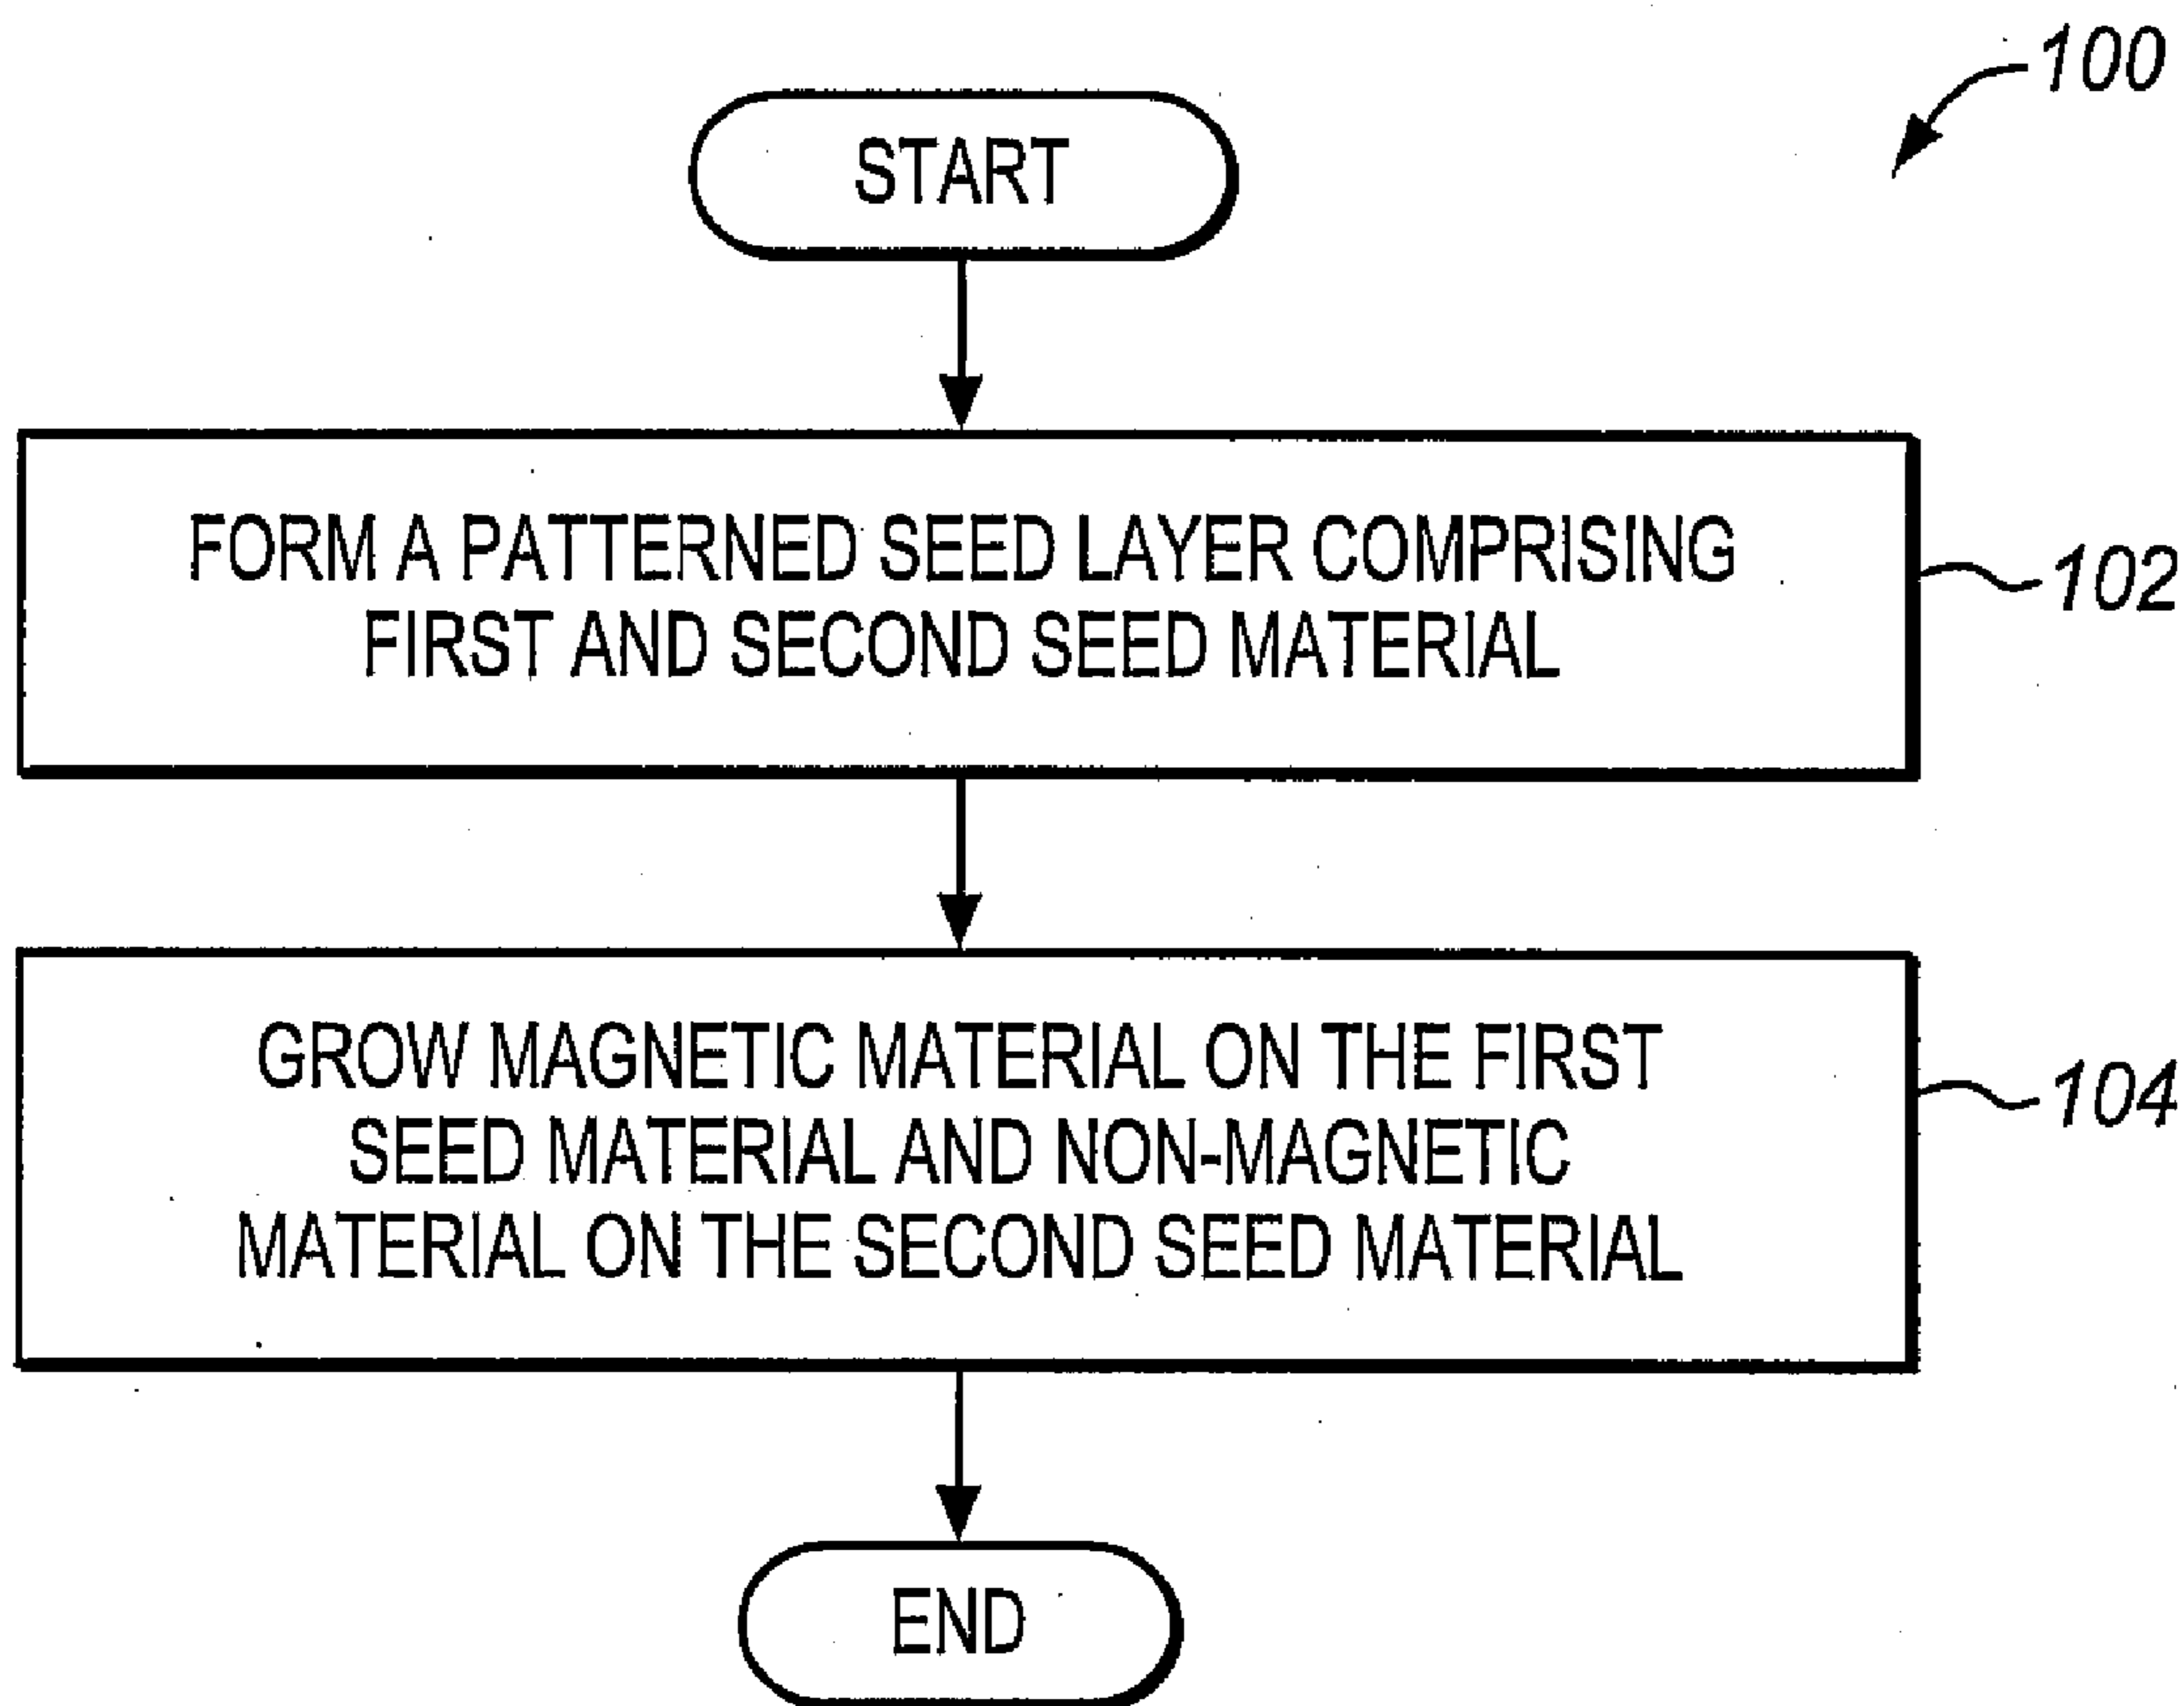 100
START
FORM A PATTERNED SEED LAYER COMPRISING
FIRST AND SECOND SEED MATERIAL
102
GROW MAGNETIC MATERIAL ON THE FIRST
SEED MATERIAL AND NON-MAGNETIC
MATERIAL ON THE SECOND SEED MATERIAL
104
END